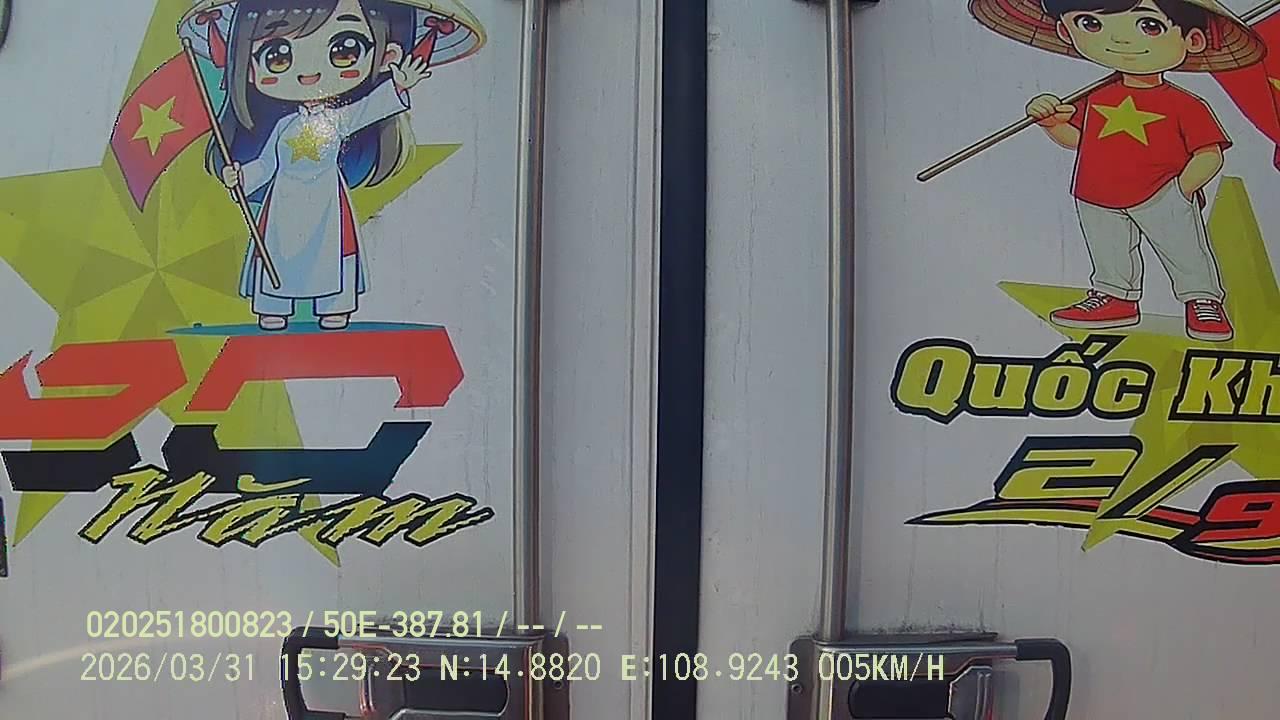 Năm
Quốc Kh
2/9
020251800823 / 50E-387.81 / -- / --
2026/03/31 15:29:23 N:14.8820 E:108.9243 005KM/H